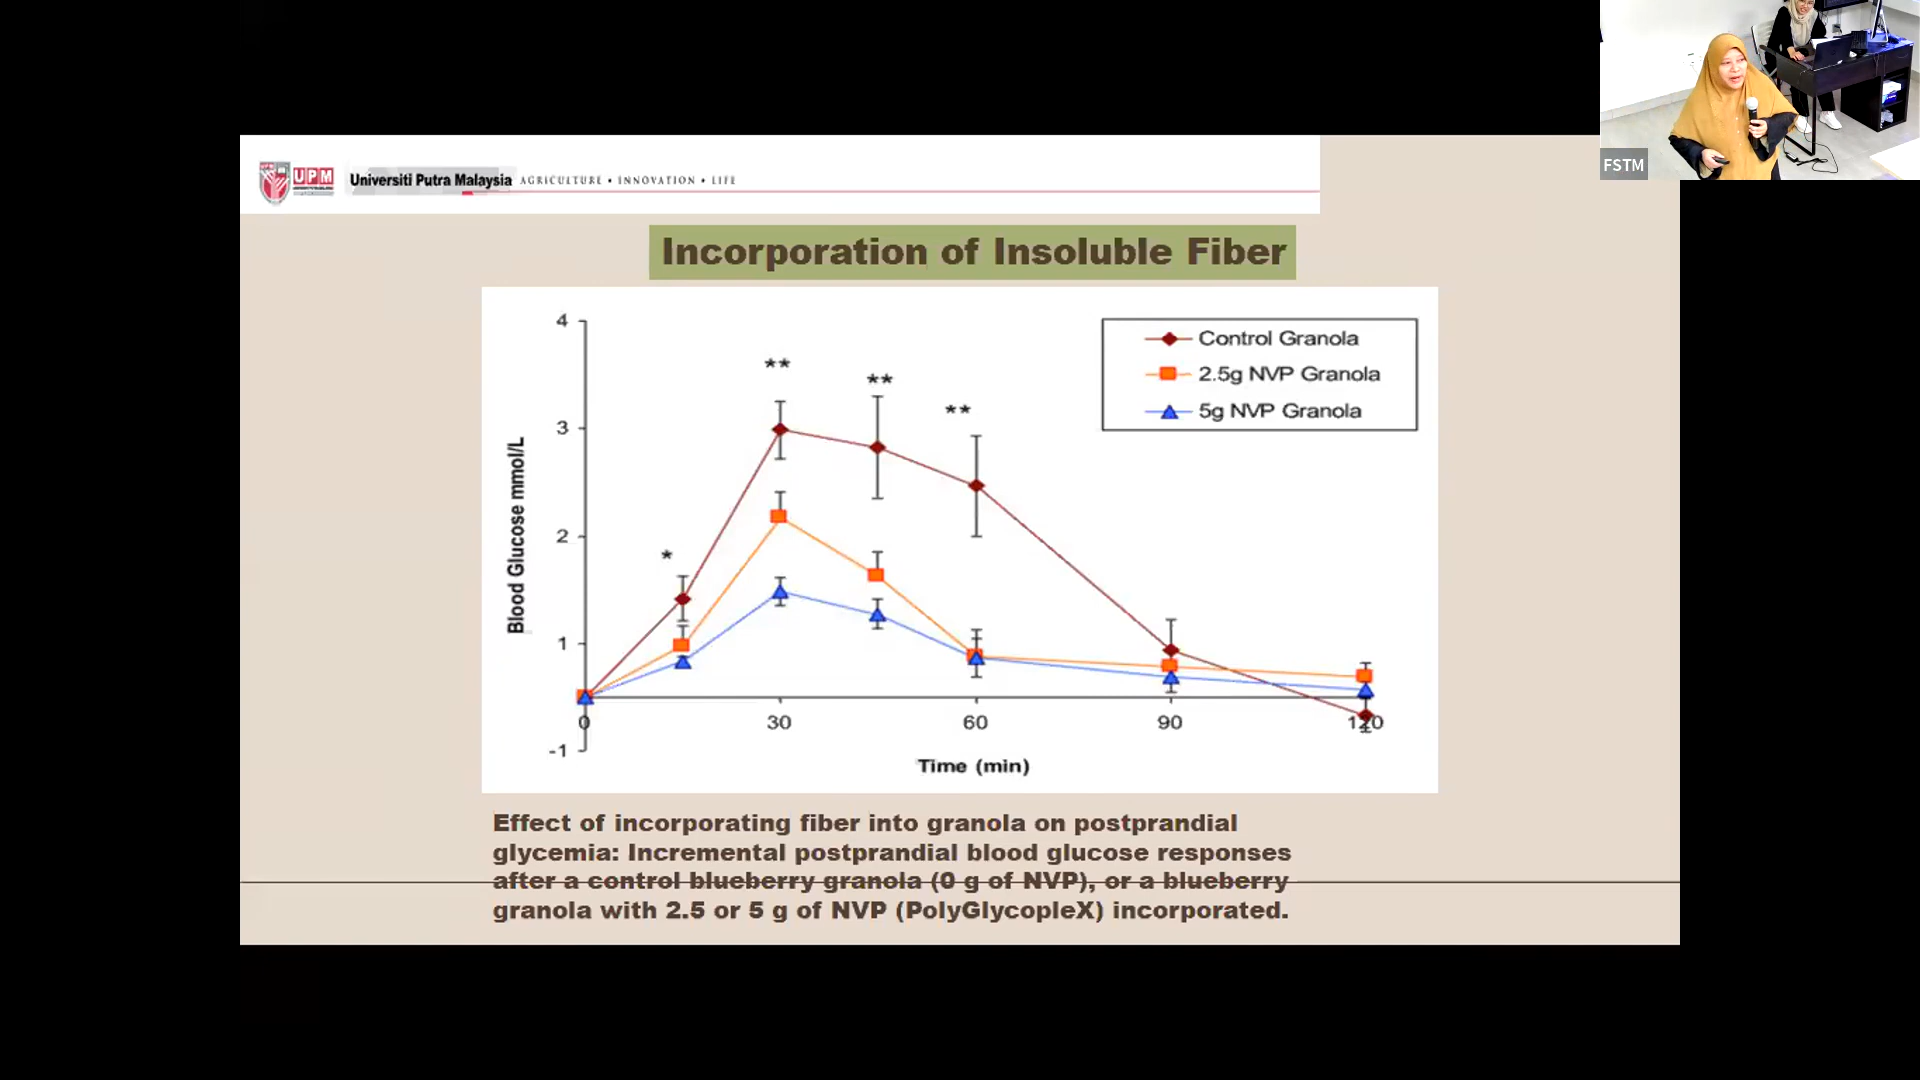 UPM
Universiti Putra Malaysia AGRICULTURE • INNOVATION • LIFE
FSTM
Incorporation of Insoluble Fiber
4
3
2
1
-1
Blood Glucose mmol/L
*
**
**
**
Control Granola
2.5g NVP Granola
5g NVP Granola
0 30 60 90 120
Time (min)
Effect of incorporating fiber into granola on postprandial
glycemia: Incremental postprandial blood glucose responses
after a control blueberry granola (0 g of NVP), or a blueberry
granola with 2.5 or 5 g of NVP (PolyGlycopleX) incorporated.